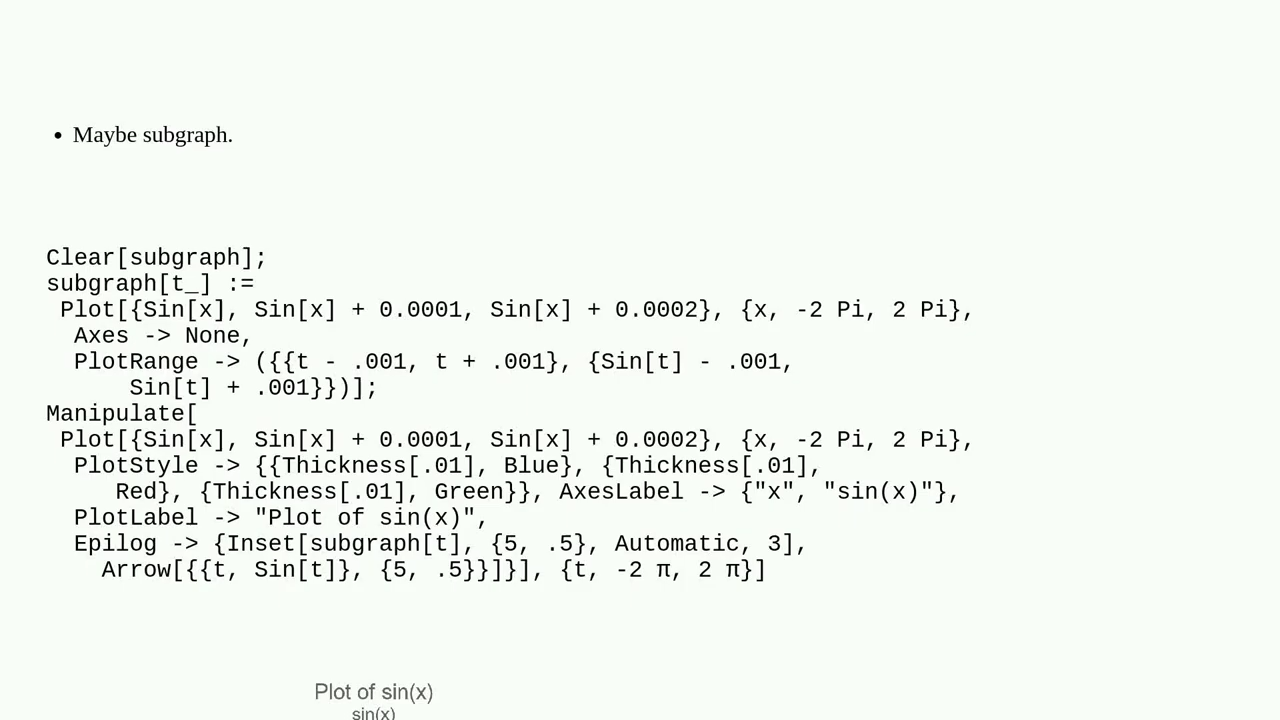 • Maybe subgraph.
Clear[subgraph];
subgraph[t_] :=
Plot[{Sin[x], Sin[x] + 0.0001, Sin[x] + 0.0002}, {x, -2 Pi, 2 Pi},
Axes -> None,
PlotRange -> ({{t - .001, t + .001}, {Sin[t] - .001,
Sin[t] + .001}})];
Manipulate[
Plot[{Sin[x], Sin[x] + 0.0001, Sin[x] + 0.0002}, {x, -2 Pi, 2 Pi},
PlotStyle -> {{Thickness[.01], Blue}, {Thickness[.01],
Red}, {Thickness[.01], Green}}, AxesLabel -> {"x", "sin(x)"},
PlotLabel -> "Plot of sin(x)",
Epilog -> {Inset[subgraph[t], {5, .5}, Automatic, 3],
Arrow[{{t, Sin[t]}, {5, .5}}]}], {t, -2 π, 2 π}]
Plot of sin(x)
sin(x)